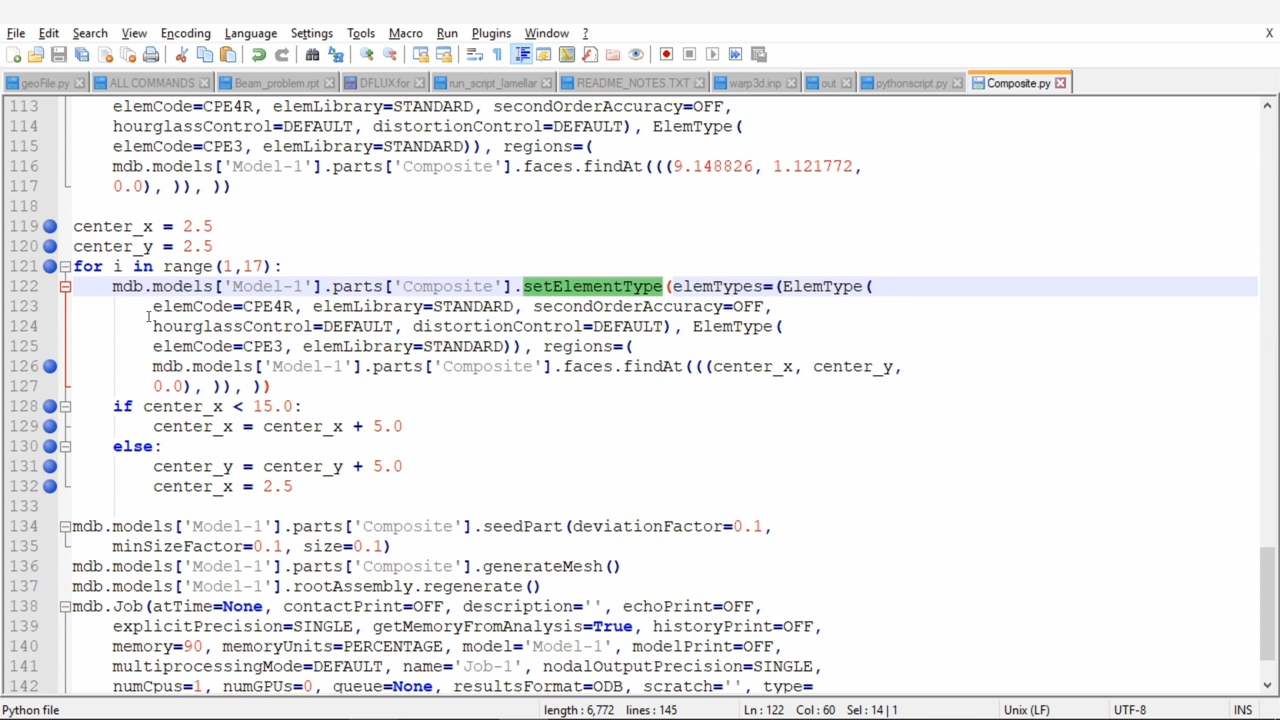 File Edit Search View Encoding Language Settings Tools Macro Run Plugins Window ? X
geoFile.py ALL COMMANDS Beam_problem.rpt DFLUX.for run_script_lamellar README_NOTES.TXT warp3d.inp out pythonscript.py Composite.py
113 elemCode=CPE4R, elemLibrary=STANDARD, secondOrderAccuracy=OFF,
114 hourglassControl=DEFAULT, distortionControl=DEFAULT), ElemType(
115 elemCode=CPE3, elemLibrary=STANDARD)), regions=(
116 mdb.models['Model-1'].parts['Composite'].faces.findAt(((9.148826, 1.121772,
117 0.0), )), ))
118
119 center_x = 2.5
120 center_y = 2.5
121 for i in range(1,17):
122 mdb.models['Model-1'].parts['Composite'].setElementType(elemTypes=(ElemType(
123 elemCode=CPE4R, elemLibrary=STANDARD, secondOrderAccuracy=OFF,
124 hourglassControl=DEFAULT, distortionControl=DEFAULT), ElemType(
125 elemCode=CPE3, elemLibrary=STANDARD)), regions=(
126 mdb.models['Model-1'].parts['Composite'].faces.findAt(((center_x, center_y,
127 0.0), )), ))
128 if center_x < 15.0:
129 center_x = center_x + 5.0
130 else:
131 center_y = center_y + 5.0
132 center_x = 2.5
133
134 mdb.models['Model-1'].parts['Composite'].seedPart(deviationFactor=0.1,
135 minSizeFactor=0.1, size=0.1)
136 mdb.models['Model-1'].parts['Composite'].generateMesh()
137 mdb.models['Model-1'].rootAssembly.regenerate()
138 mdb.Job(atTime=None, contactPrint=OFF, description='', echoPrint=OFF,
139 explicitPrecision=SINGLE, getMemoryFromAnalysis=True, historyPrint=OFF,
140 memory=90, memoryUnits=PERCENTAGE, model='Model-1', modelPrint=OFF,
141 multiprocessingMode=DEFAULT, name='Job-1', nodalOutputPrecision=SINGLE,
142 numCpus=1, numGPUs=0, queue=None, resultsFormat=ODB, scratch='', type=
Python file length : 6,772 lines : 145 Ln : 122 Col : 60 Sel : 14 | 1 Unix (LF) UTF-8 INS